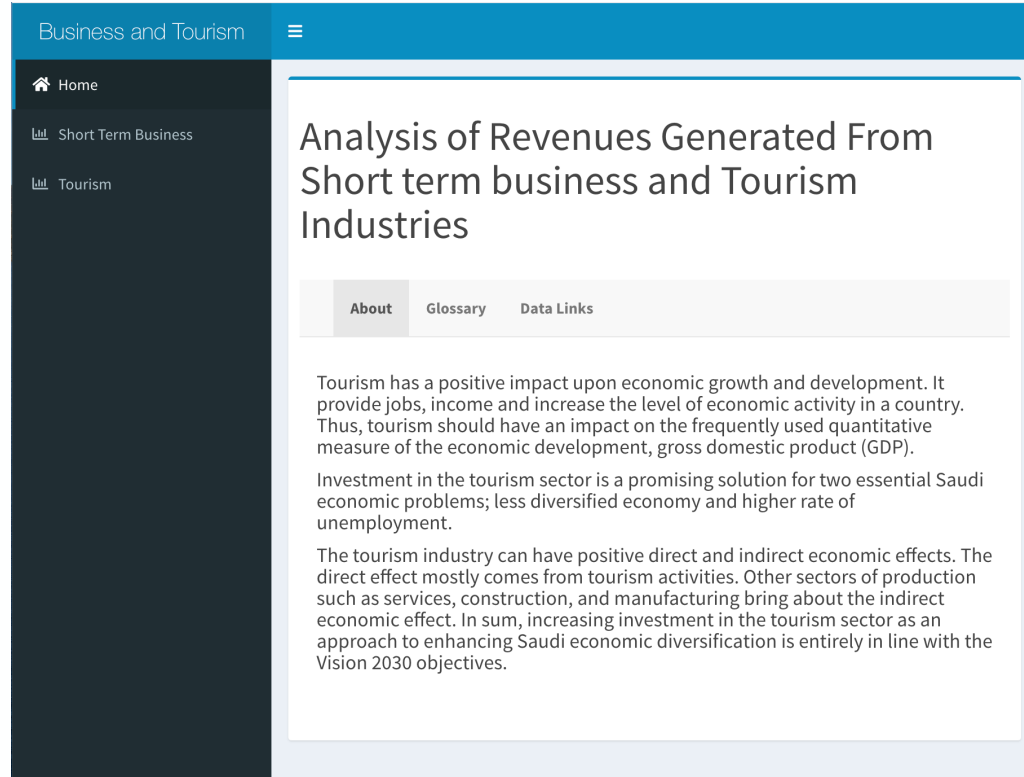 Business and Tourism
Home
Short Term Business
Tourism
Analysis of Revenues Generated From
Short term business and Tourism
Industries
About Glossary Data Links
Tourism has a positive impact upon economic growth and development. It
provide jobs, income and increase the level of economic activity in a country.
Thus, tourism should have an impact on the frequently used quantitative
measure of the economic development, gross domestic product (GDP).
Investment in the tourism sector is a promising solution for two essential Saudi
economic problems; less diversified economy and higher rate of
unemployment.
The tourism industry can have positive direct and indirect economic effects. The
direct effect mostly comes from tourism activities. Other sectors of production
such as services, construction, and manufacturing bring about the indirect
economic effect. In sum, increasing investment in the tourism sector as an
approach to enhancing Saudi economic diversification is entirely in line with the
Vision 2030 objectives.